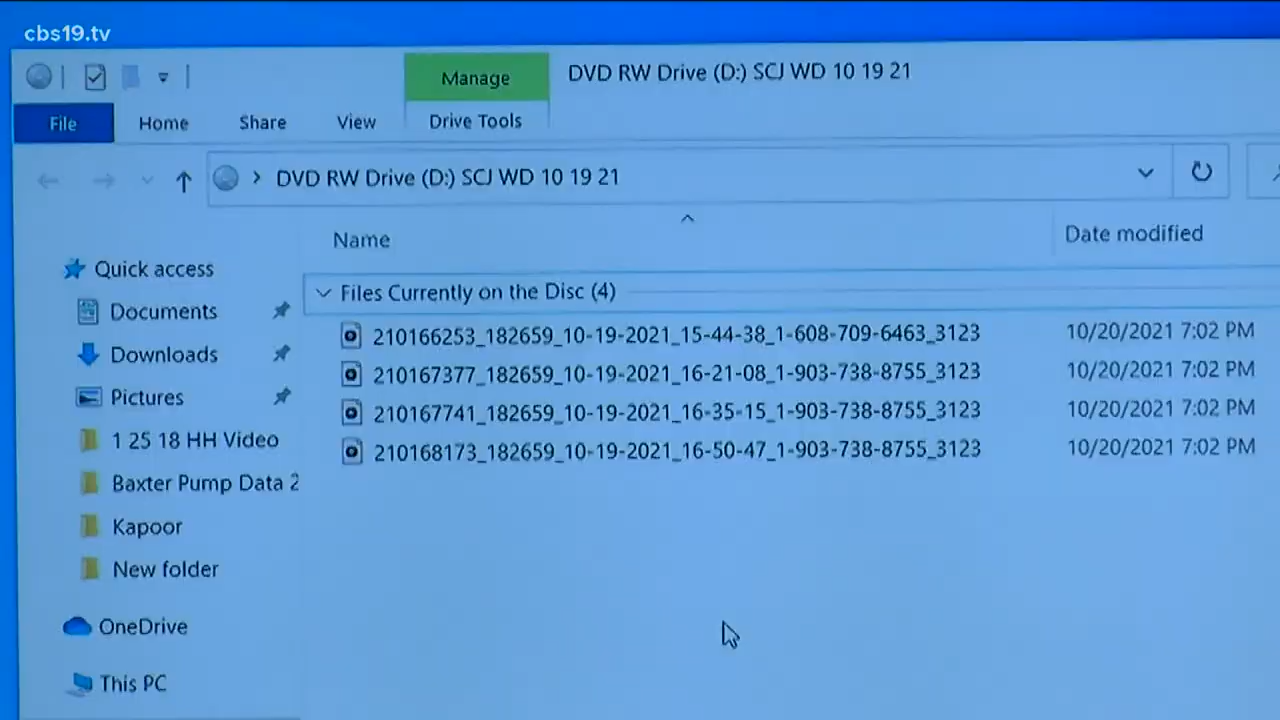 cbs19.tv
Manage
DVD RW Drive (D:) SCJ WD 10 19 21
File
Home
Share
View
Drive Tools
DVD RW Drive (D:) SCJ WD 10 19 21
Name
Date modified
Quick access
Files Currently on the Disc (4)
Documents
210166253_182659_10-19-2021_15-44-38_1-608-709-6463_3123
10/20/2021 7:02 PM
Downloads
210167377_182659_10-19-2021_16-21-08_1-903-738-8755_3123
10/20/2021 7:02 PM
Pictures
210167741_182659_10-19-2021_16-35-15_1-903-738-8755_3123
10/20/2021 7:02 PM
1 25 18 HH Video
210168173_182659_10-19-2021_16-50-47_1-903-738-8755_3123
10/20/2021 7:02 PM
Baxter Pump Data 2
Kapoor
New folder
OneDrive
This PC